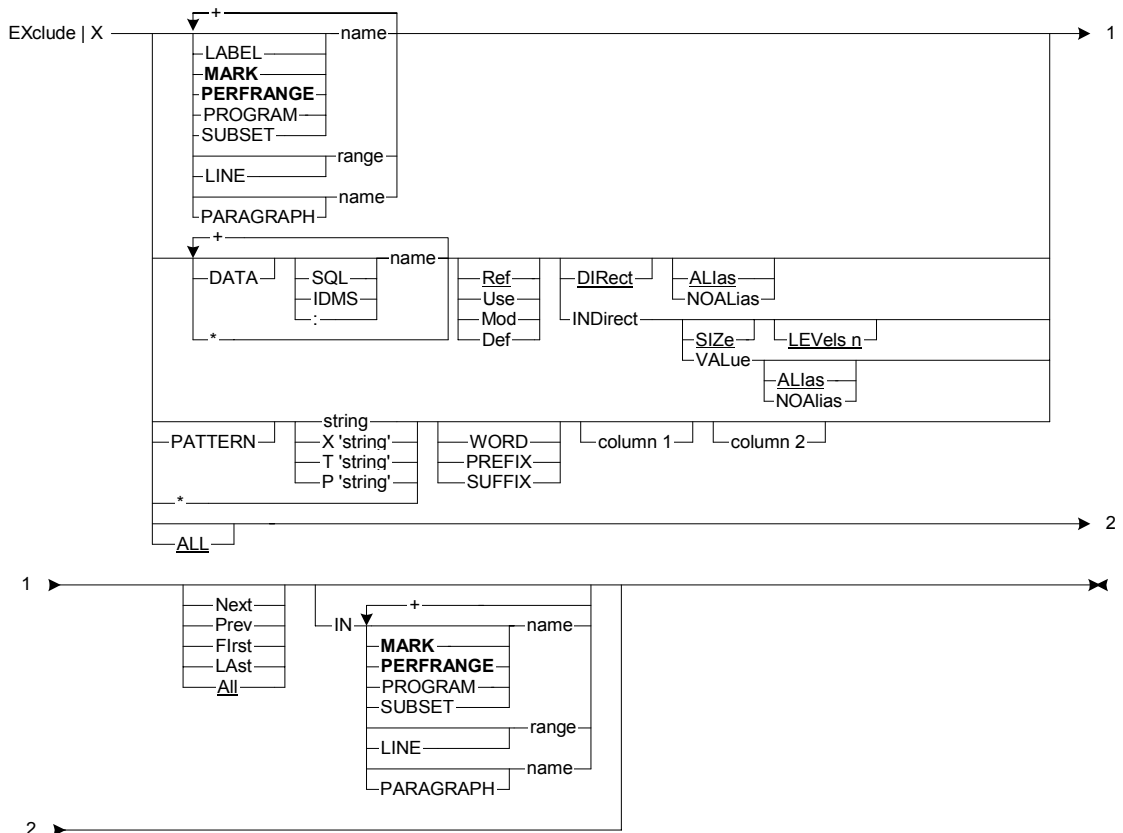 +
EXclude | X name 1
LABEL
MARK
PERFRANGE
PROGRAM
SUBSET
range
LINE
name
PARAGRAPH
+
name
DATA SQL Ref DIRect ALIas
IDMS Use NOALias
: Mod INDirect
* Def SIZe LEVels n
VALue
ALIas
NOAlias
string
PATTERN X 'string' WORD column 1 column 2
T 'string' PREFIX
P 'string' SUFFIX
*
ALL 2
1
Next + 
Prev IN name
FIrst MARK
LAst PERFRANGE
All PROGRAM
SUBSET
range
LINE
name
PARAGRAPH
2